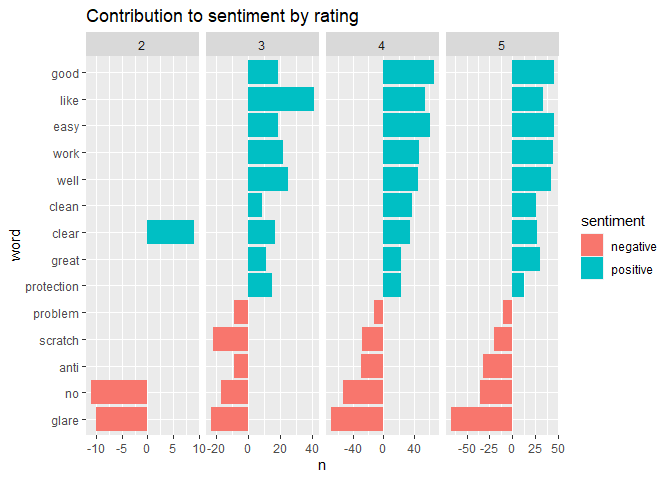 Contribution to sentiment by rating
2 3 4 5
good
like
easy
work
well
clean
clear
great
protection
problem
scratch
anti
no
glare
-10 -5 0 5 10 -20 0 20 40 -40 0 40 -50 -25 0 25 50
n
word
sentiment
negative
positive